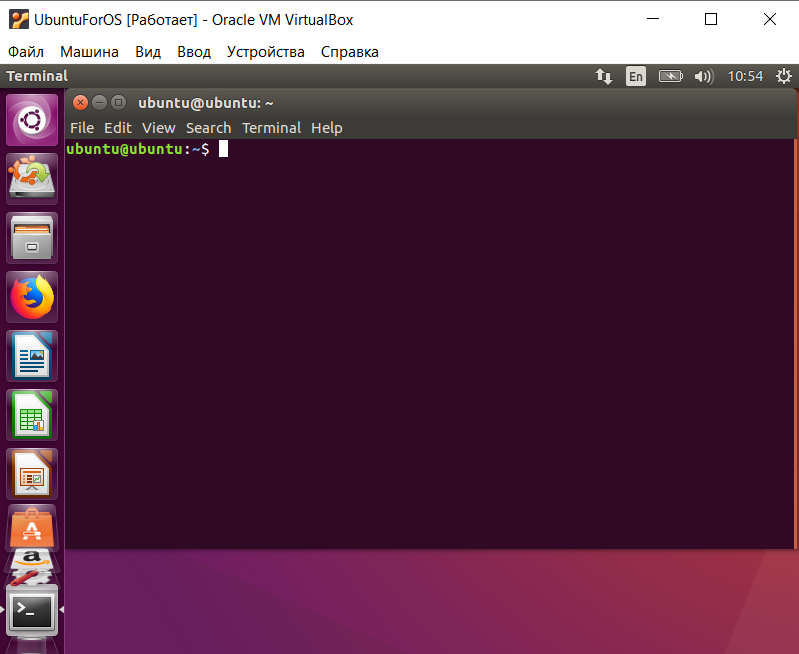 UbuntuForOS [Работает] - Oracle VM VirtualBox
Файл Машина Вид Ввод Устройства Справка
Terminal En 10:54
ubuntu@ubuntu: ~
File Edit View Search Terminal Help
ubuntu@ubuntu:~$
A
a
>_